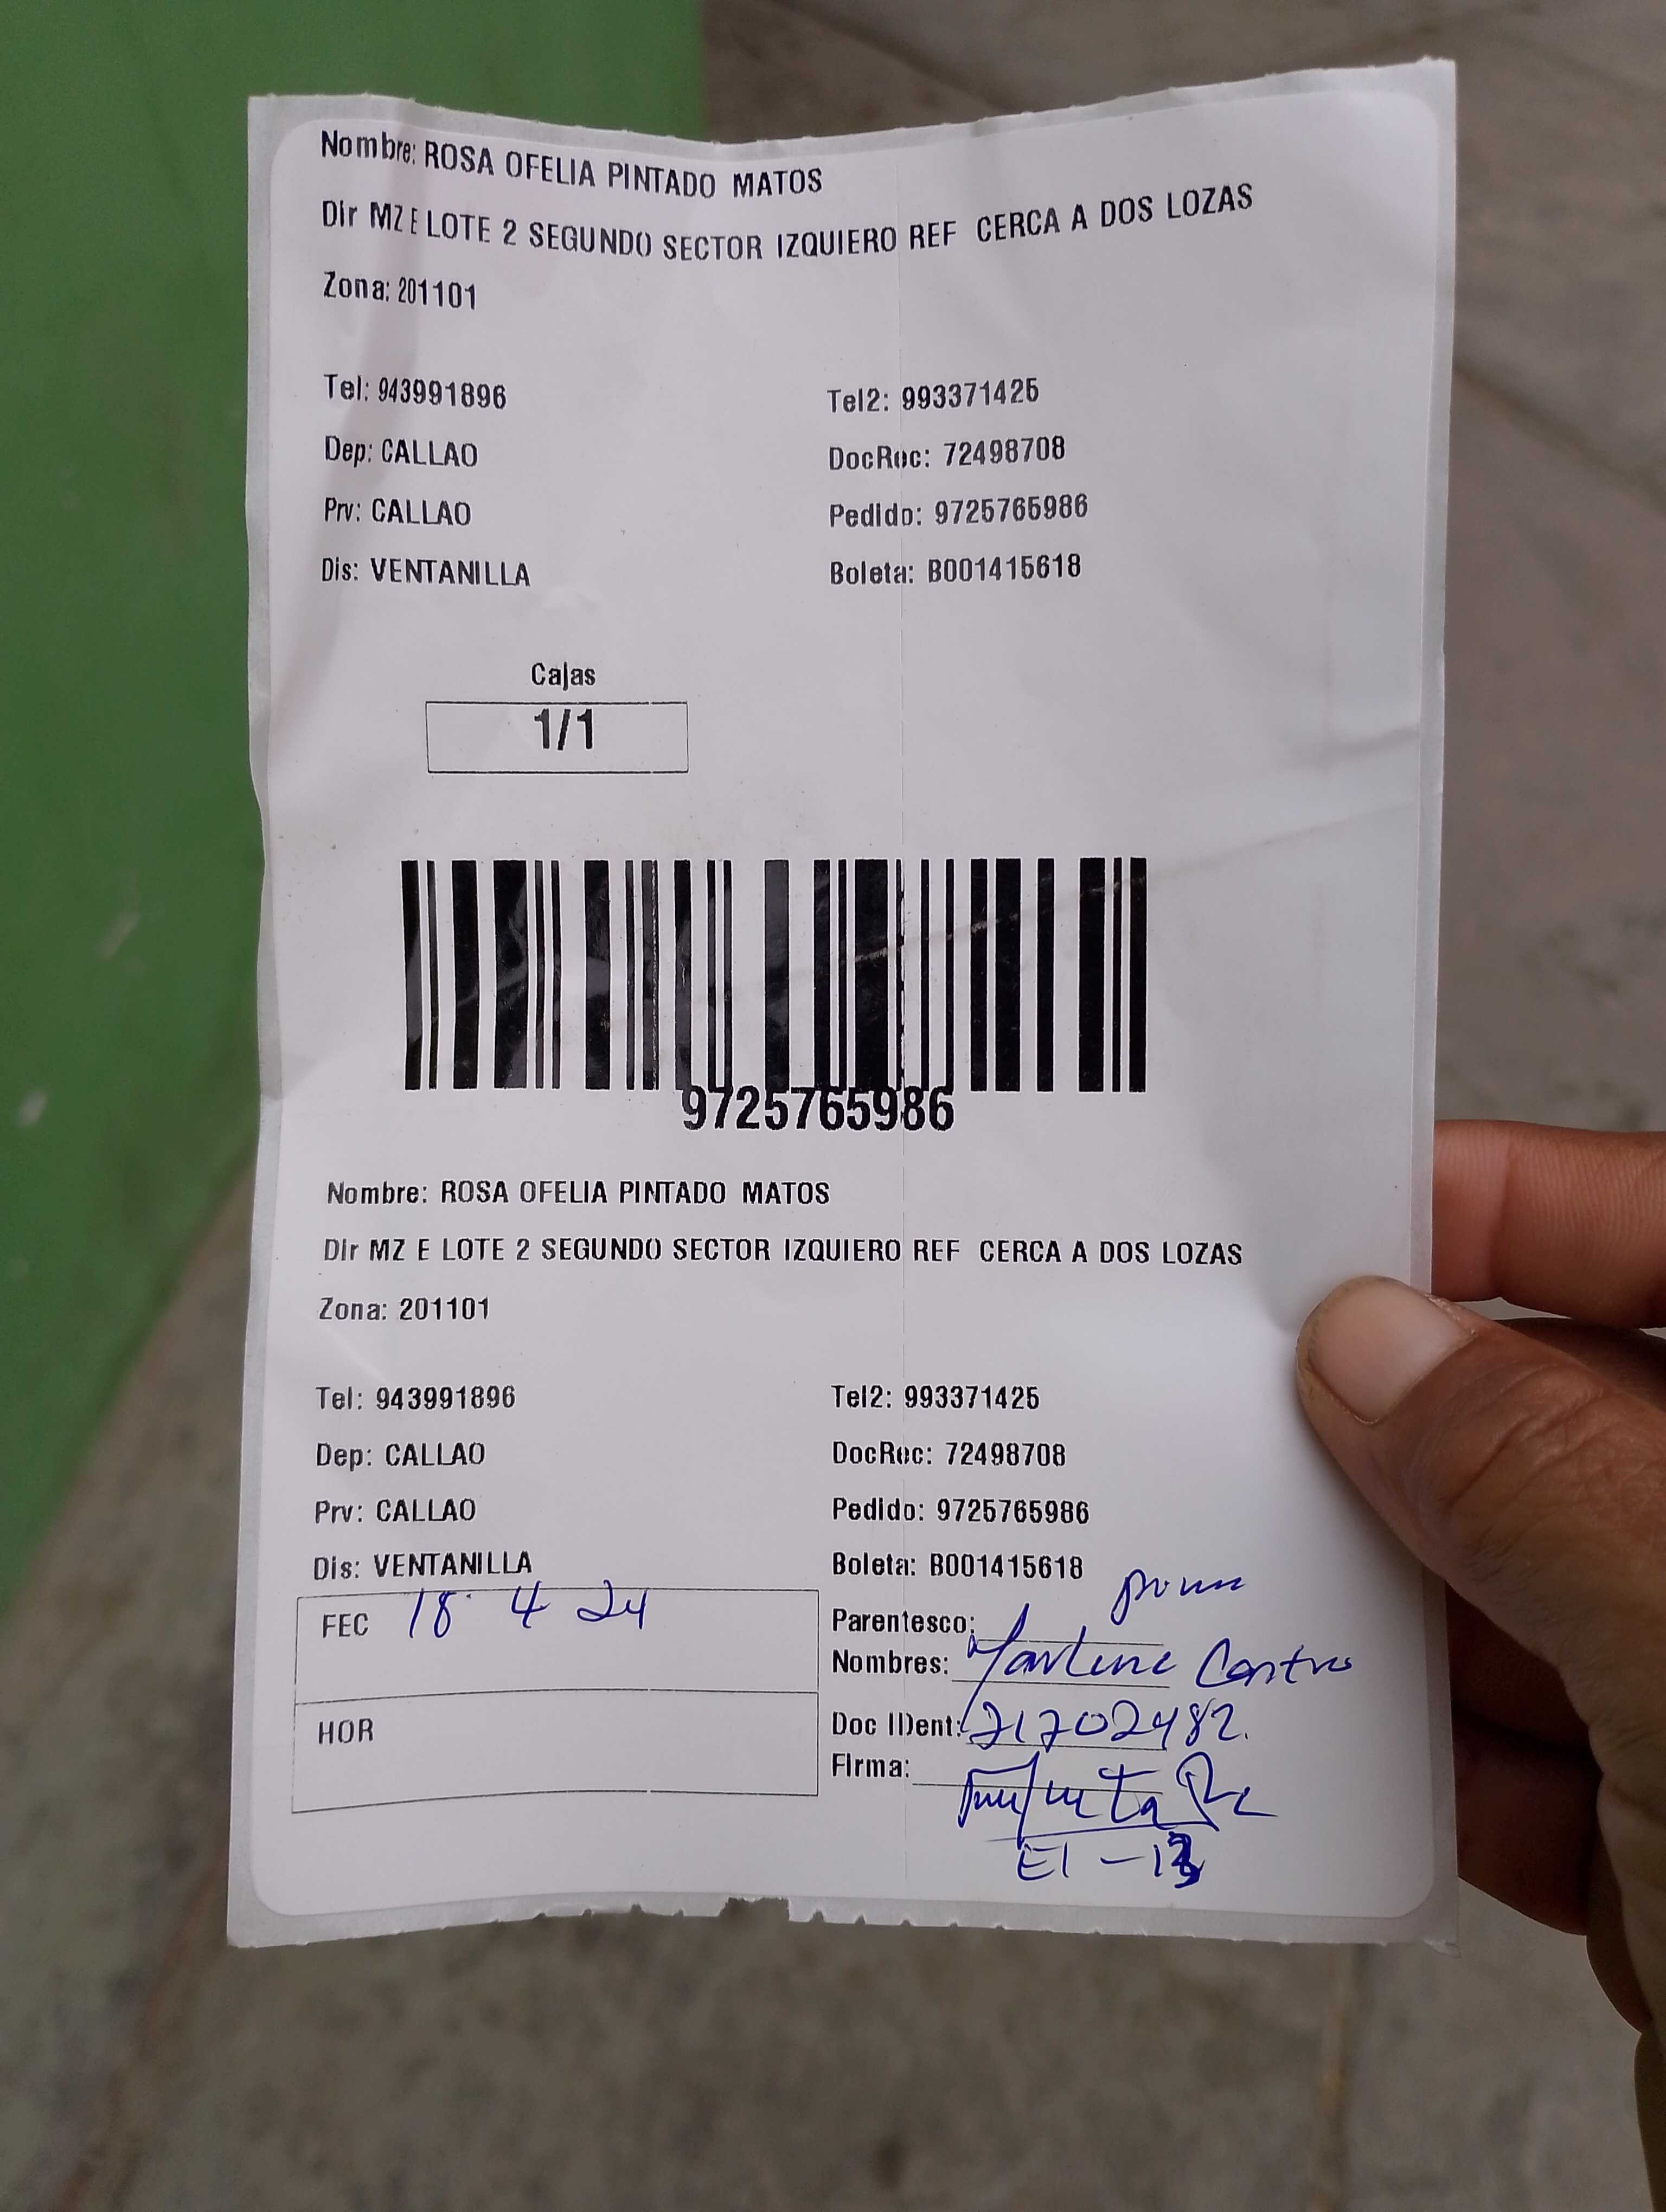 Nombre: ROSA OFELIA PINTADO MATOS
Dir MZ E LOTE 2 SEGUNDO SECTOR IZQUIERO REF CERCA A DOS LOZAS
Zona: 201101
Tel: 943991896 Tel2: 993371425
Dep: CALLAO DocRec: 72498708
Prv: CALLAO Pedido: 9725765986
Dis: VENTANILLA Boleta: B001415618
Cajas
1/1
9725765986
Nombre: ROSA OFELIA PINTADO MATOS
Dir MZ E LOTE 2 SEGUNDO SECTOR IZQUIERO REF CERCA A DOS LOZAS
Zona: 201101
Tel: 943991896 Tel2: 993371425
Dep: CALLAO DocRec: 72498708
Prv: CALLAO Pedido: 9725765986
Dis: VENTANILLA Boleta: B001415618
FEC 18 4 24
Parentesco:
Nombres: Marlene
HOR
Doc IDent: 21702482.
Firma: